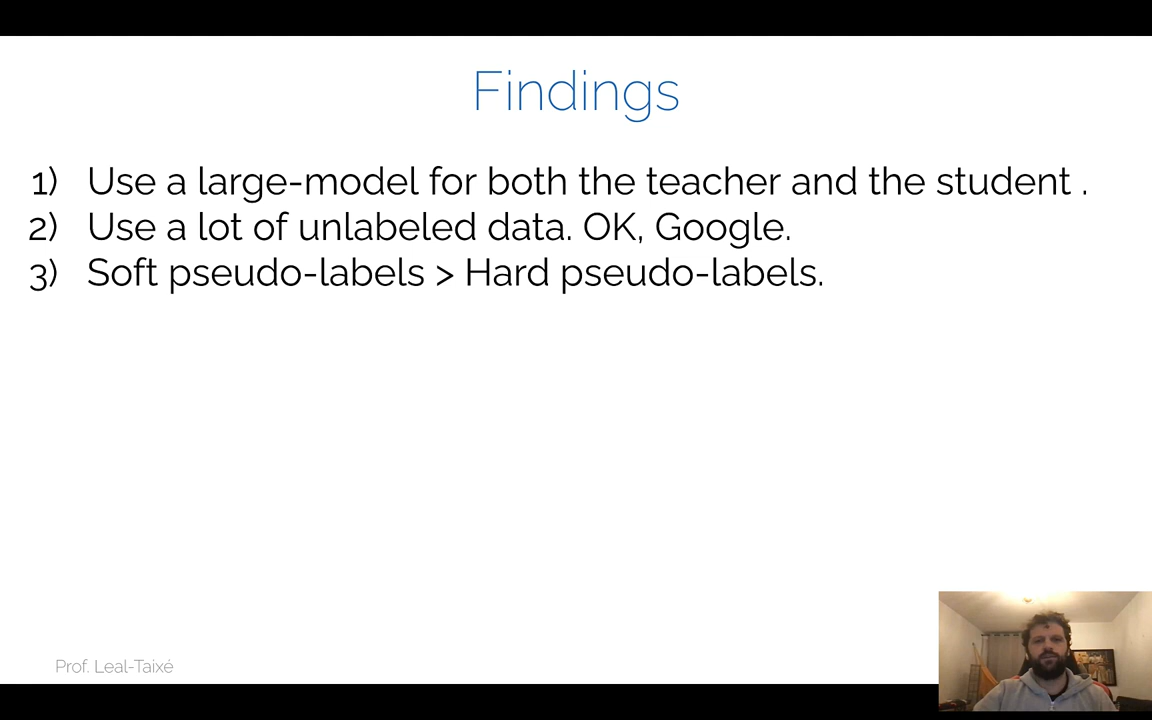 Findings
1) Use a large-model for both the teacher and the student .
2) Use a lot of unlabeled data. OK, Google.
3) Soft pseudo-labels > Hard pseudo-labels.
Prof. Leal-Taixé